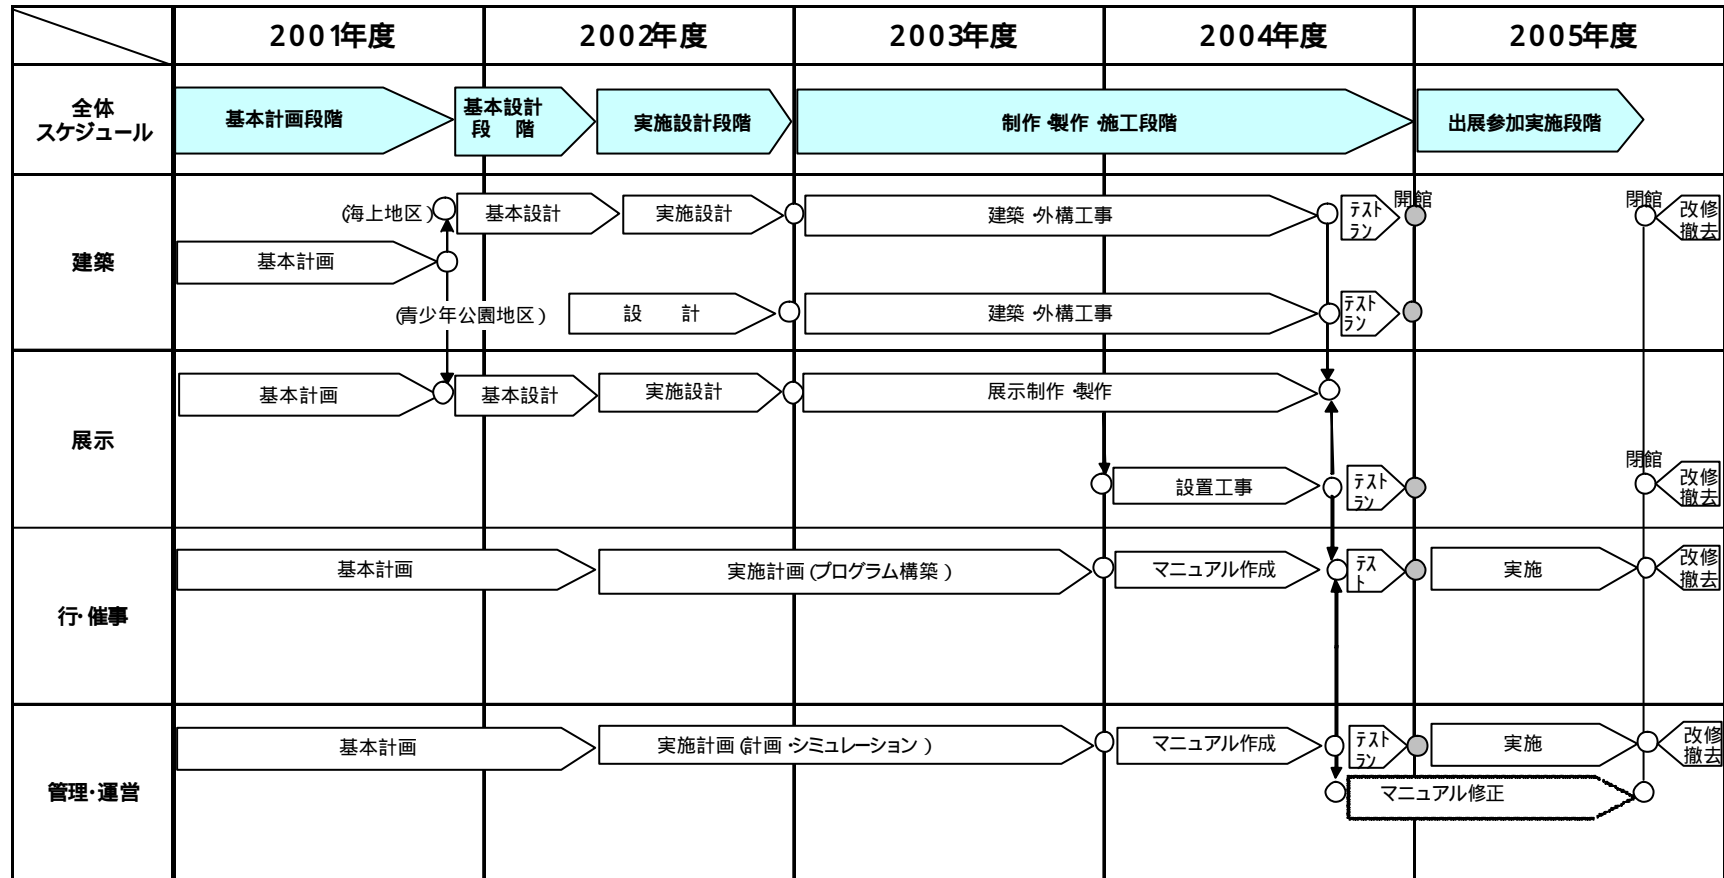 2001年度 2002年度 2003年度 2004年度 2005年度
全体
スケジュール
基本計画段階
基本設計
段 階
実施設計段階
制作・製作・施工段階
出展参加実施段階
建築
(海上地区)
基本設計
実施設計
建築・外構工事
テスト
ラン
開館
閉館
改修
撤去
基本計画
(青少年公園地区)
設 計
建築・外構工事
テスト
ラン
展示
基本計画
基本設計
実施設計
展示制作・製作
設置工事
テスト
ラン
閉館
改修
撤去
行・催事
基本計画
実施計画(プログラム構築)
マニュアル作成
テス
ト
実施
改修
撤去
管理・運営
基本計画
実施計画(計画・シミュレーション)
マニュアル作成
テスト
ラン
実施
改修
撤去
マニュアル修正